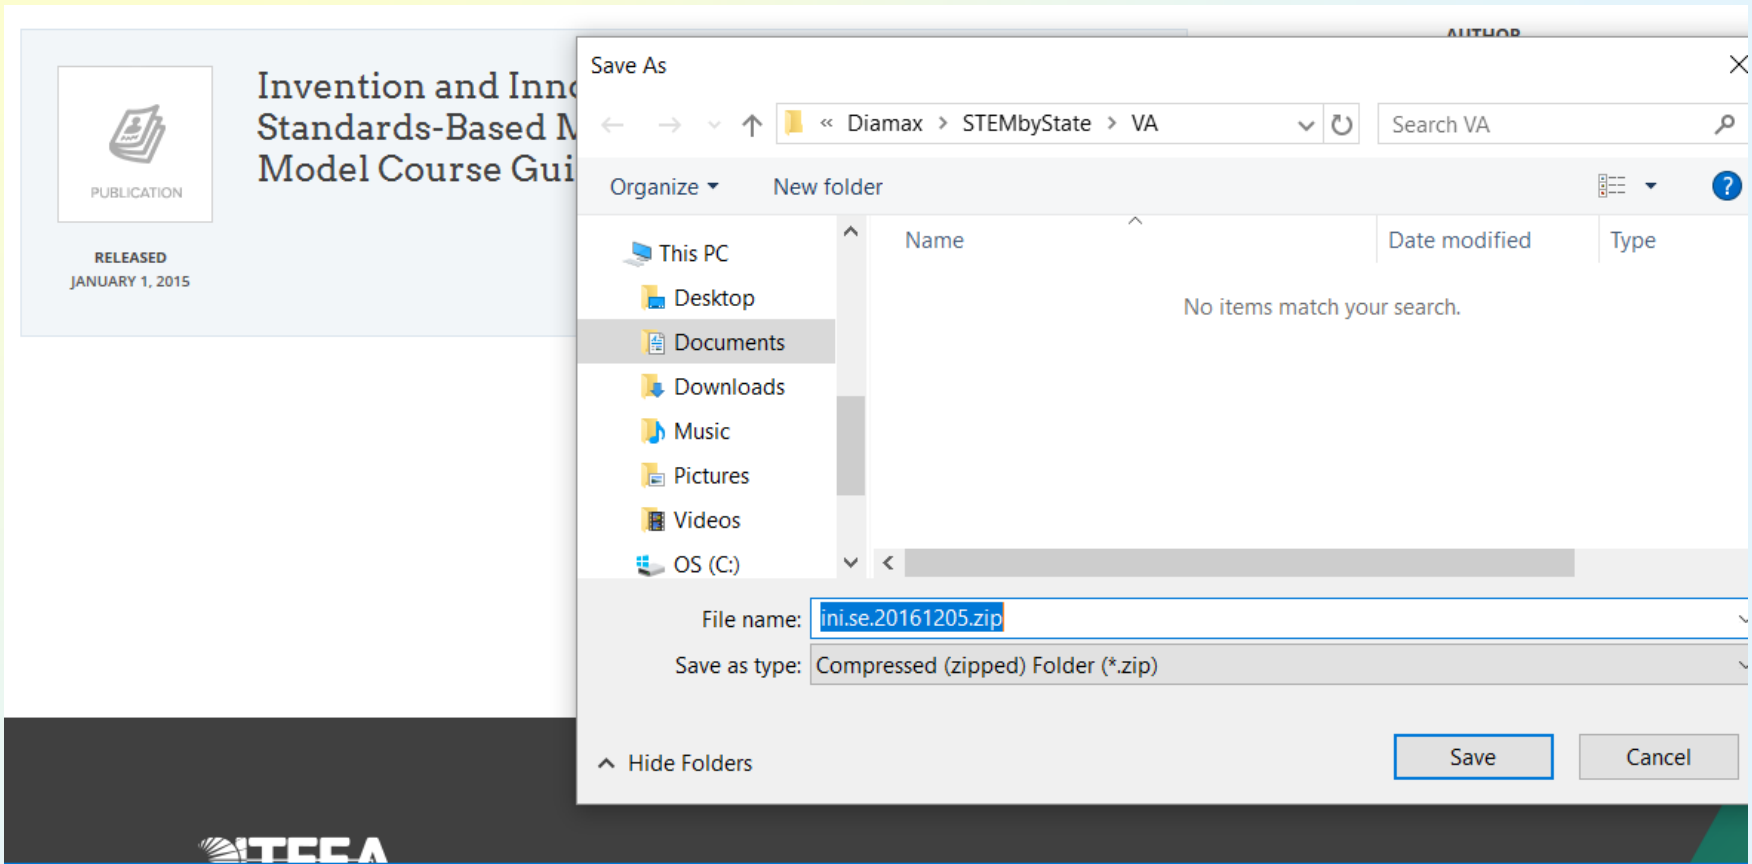 AUTHOR
Invention and Inno
Standards-Based M
Model Course Gui
PUBLICATION
RELEASED
JANUARY 1, 2015
Save As
« Diamax > STEMbyState > VA
Search VA
Organize
New folder
?
This PC
Desktop
Documents
Downloads
Music
Pictures
Videos
OS (C:)
Name
Date modified
Type
No items match your search.
File name: ini.se.20161205.zip
Save as type: Compressed (zipped) Folder (*.zip)
Hide Folders
Save
Cancel
ITEEA